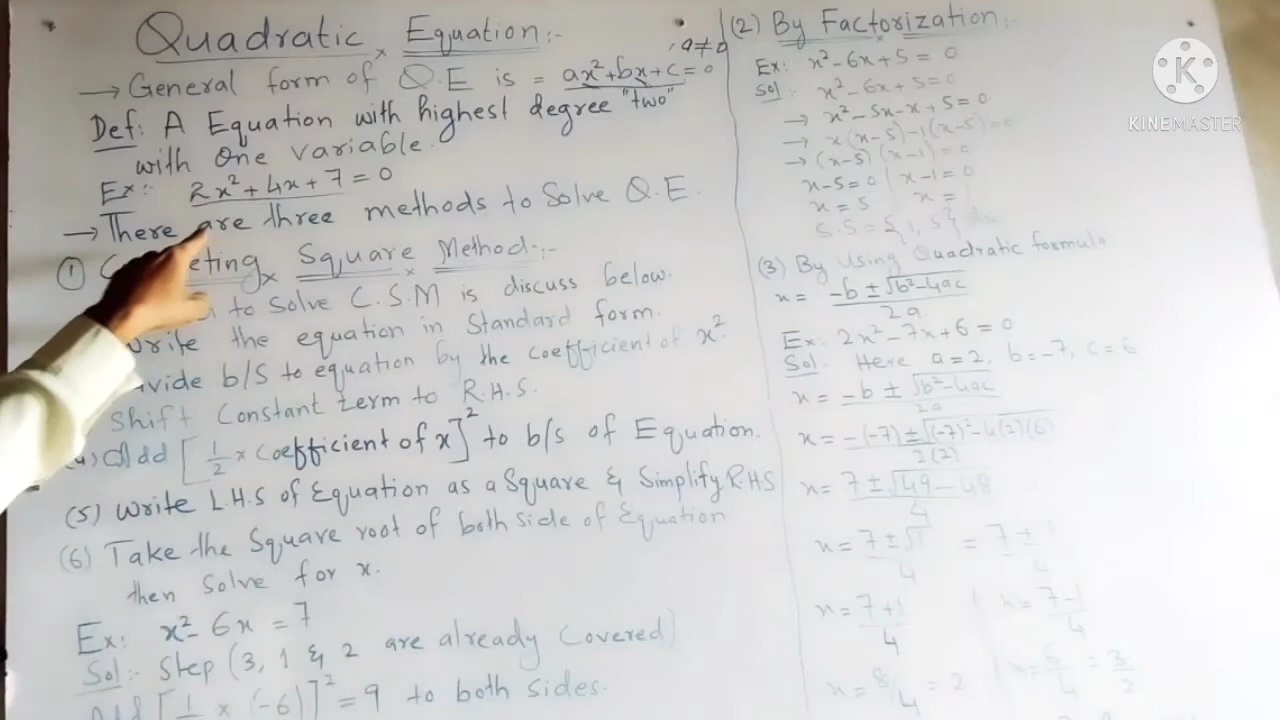 Quadratic Equation:-
→ General form of Q.E is = ax²+bx+c=0 , a≠0
Def: A Equation with highest degree "two"
with One variable.
Ex:- 2x²+4x+7=0
→ There are three methods to Solve Q.E.
① eting Square Method:-
to Solve C.S.M is discuss below.
write the equation in Standard form.
vide b/s to equation by the coefficient of x².
Shift Constant term to R.H.S.
(4) Add [1/2 × coefficient of x]² to b/s of Equation.
(5) Write L.H.S of Equation as a Square & Simplify R.H.S
(6) Take the Square root of both side of Equation
then Solve for x.
Ex: x²-6x=7
Sol:- Step (3, 1 & 2 are already Covered)
Add [1/2 × (-6)]² = 9 to both sides.
(2) By Factorization:-
Ex: x²-6x+5=0
Sol: x²-6x+5=0
→ x²-5x-x+5=0
→ x(x-5)-1(x-5)=0
→ (x-5)(x-1)=0
x-5=0 | x-1=0
x=5 x=1
S.S={1,5}
(3) By Using Quadratic formula
x= -b±√b²-4ac / 2a
Ex: 2x²-7x+6=0
Sol: Here a=2, b=-7, c=6
x= -b±√b²-4ac / 2a
x= -(-7)±√(-7)²-4(2)(6) / 2(2)
x= 7±√49-48 / 4
x= 7±√1 / 4 = 7±1 / 4
x= 7+1 / 4 | x= 7-1 / 4
x= 8/4 = 2 | x= 6/4 = 3/2
KINEMASTER